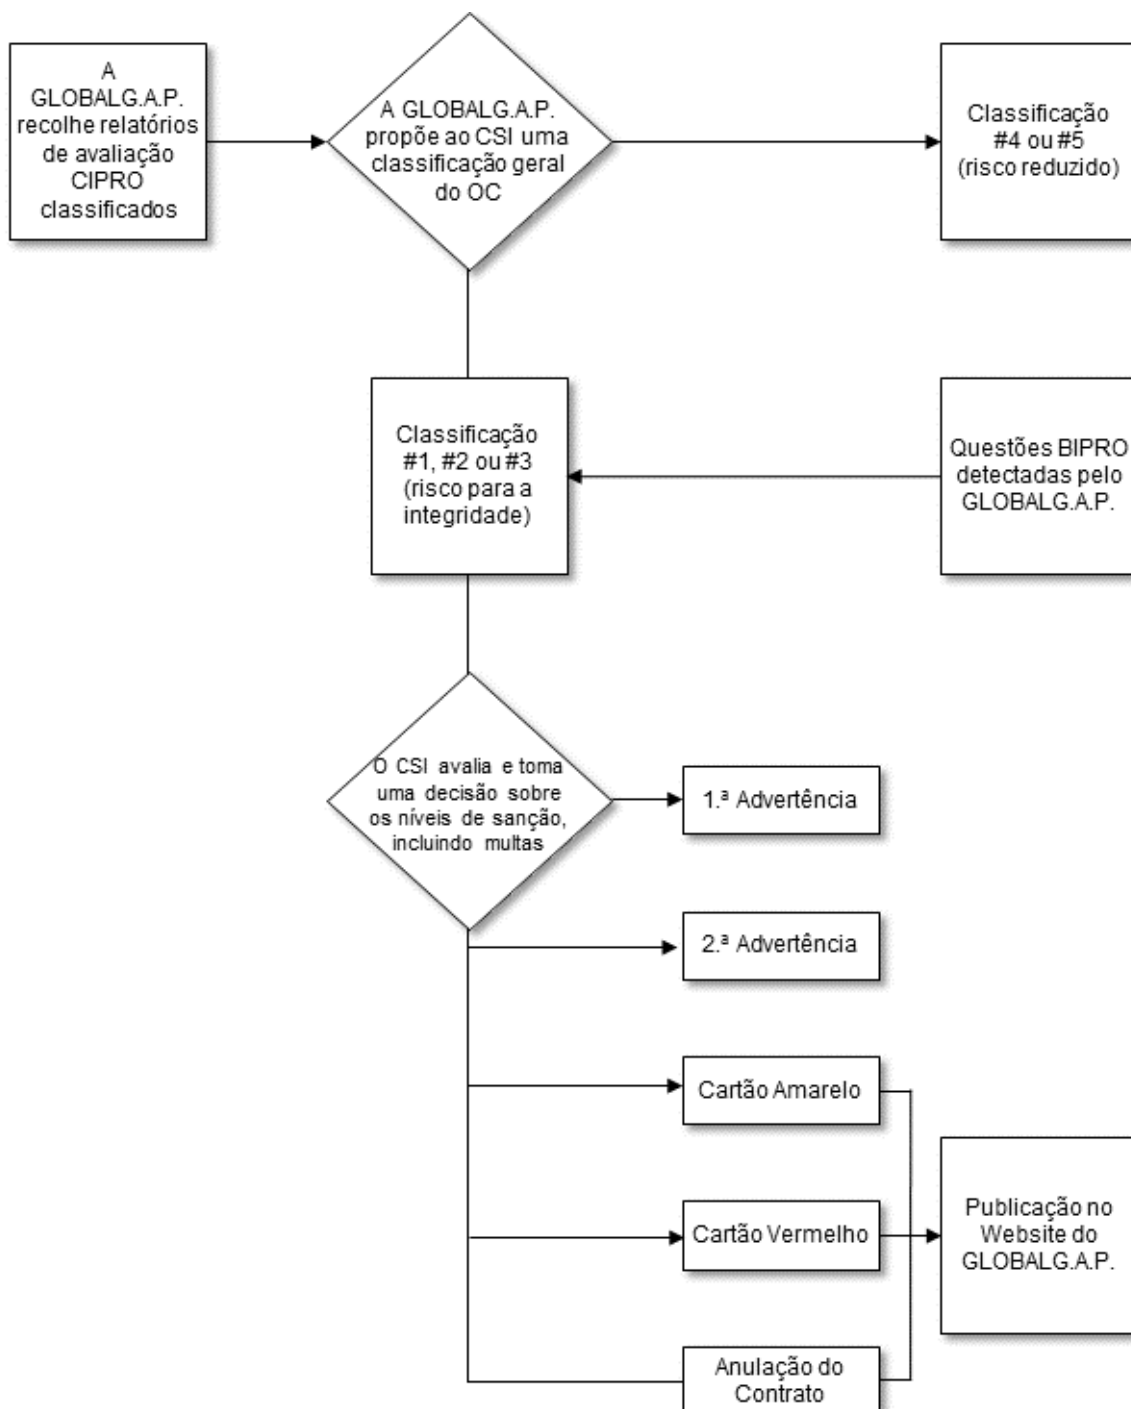 A
GLOBALG.A.P.
recolhe relatórios
de avaliação
CIPRO
classificados
A GLOBALG.A.P.
propõe ao CSI uma
classificação geral
do OC
Classificação
#4 ou #5
(risco reduzido)
Classificação
#1, #2 ou #3
(risco para a
integridade)
Questões BIPRO
detectadas pelo
GLOBALG.A.P.
O CSI avalia e toma
uma decisão sobre
os níveis de sanção,
incluindo multas
1.ª Advertência
2.ª Advertência
Cartão Amarelo
Cartão Vermelho
Publicação no
Website do
GLOBALG.A.P.
Anulação do
Contrato